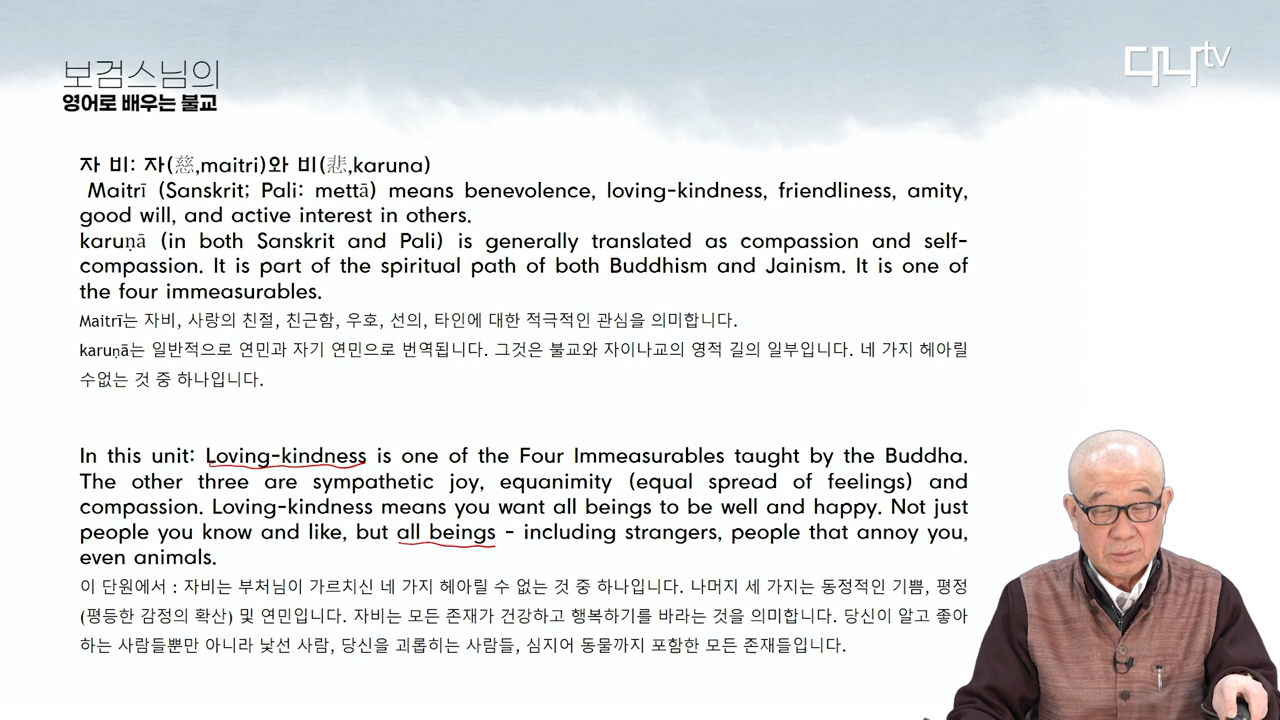 보검스님의
영어로 배우는 불교
다나tv
자 비: 자(慈,maitri)와 비(悲,karuna)
Maitrī (Sanskrit; Pali: mettā) means benevolence, loving-kindness, friendliness, amity,
good will, and active interest in others.
karuṇā (in both Sanskrit and Pali) is generally translated as compassion and self-
compassion. It is part of the spiritual path of both Buddhism and Jainism. It is one of
the four immeasurables.
Maitrī는 자비, 사랑의 친절, 친근함, 우호, 선의, 타인에 대한 적극적인 관심을 의미합니다.
karuṇā는 일반적으로 연민과 자기 연민으로 번역됩니다. 그것은 불교와 자이나교의 영적 길의 일부입니다. 네 가지 헤아릴
수없는 것 중 하나입니다.
In this unit: Loving-kindness is one of the Four Immeasurables taught by the Buddha.
The other three are sympathetic joy, equanimity (equal spread of feelings) and
compassion. Loving-kindness means you want all beings to be well and happy. Not just
people you know and like, but all beings - including strangers, people that annoy you,
even animals.
이 단원에서 : 자비는 부처님이 가르치신 네 가지 헤아릴 수 없는 것 중 하나입니다. 나머지 세 가지는 동정적인 기쁨, 평정
(평등한 감정의 확산) 및 연민입니다. 자비는 모든 존재가 건강하고 행복하기를 바라는 것을 의미합니다. 당신이 알고 좋아
하는 사람들뿐만 아니라 낯선 사람, 당신을 괴롭히는 사람들, 심지어 동물까지 포함한 모든 존재들입니다.